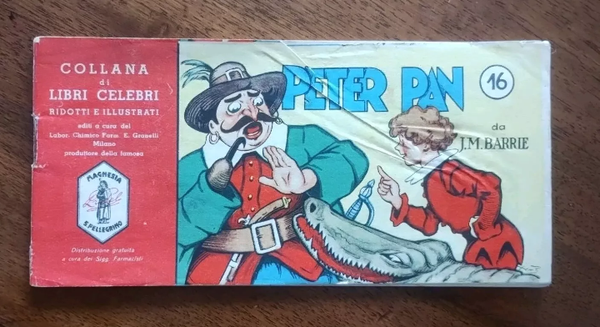 COLLANA
di
LIBRI CELEBRI
RIDOTTI E ILLUSTRATI
editi a cura del
Labor. Chimico Farm. E. Granelli
Milano
produttore della famosa
MAGNESIA
S. PELLEGRINO
Distribuzione gratuita
a cura dei Sigg. Farmacisti
PETER PAN
16
da
J.M. BARRIE